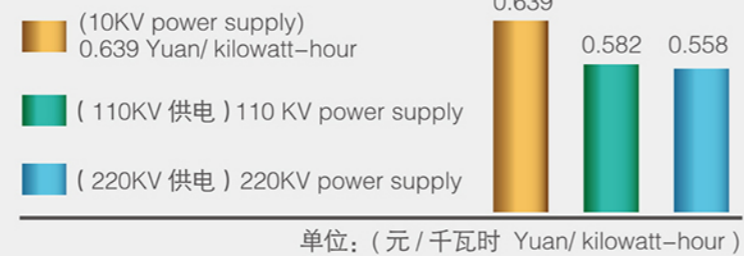 0.639
(10KV power supply)
0.639 Yuan/ kilowatt-hour
0.582 0.558
( 110KV 供电 ) 110 KV power supply
( 220KV 供电 ) 220KV power supply
单位:( 元 / 千瓦时 Yuan/ kilowatt-hour )